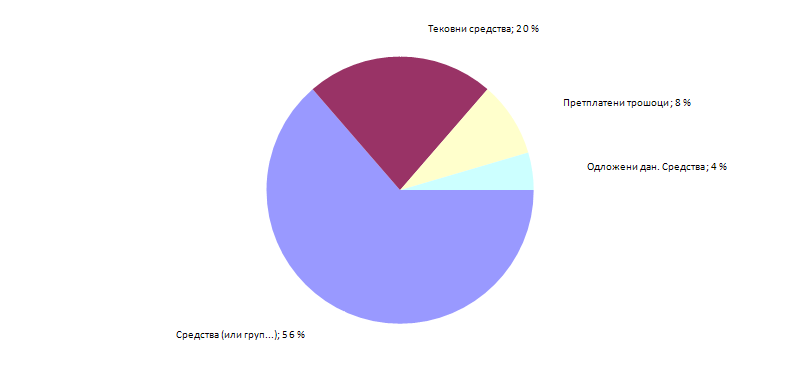 Тековни средства; 20 %
Претплатени трошоци; 8 %
Одложени дан. Средства; 4 %
Средства (или груп...); 56 %